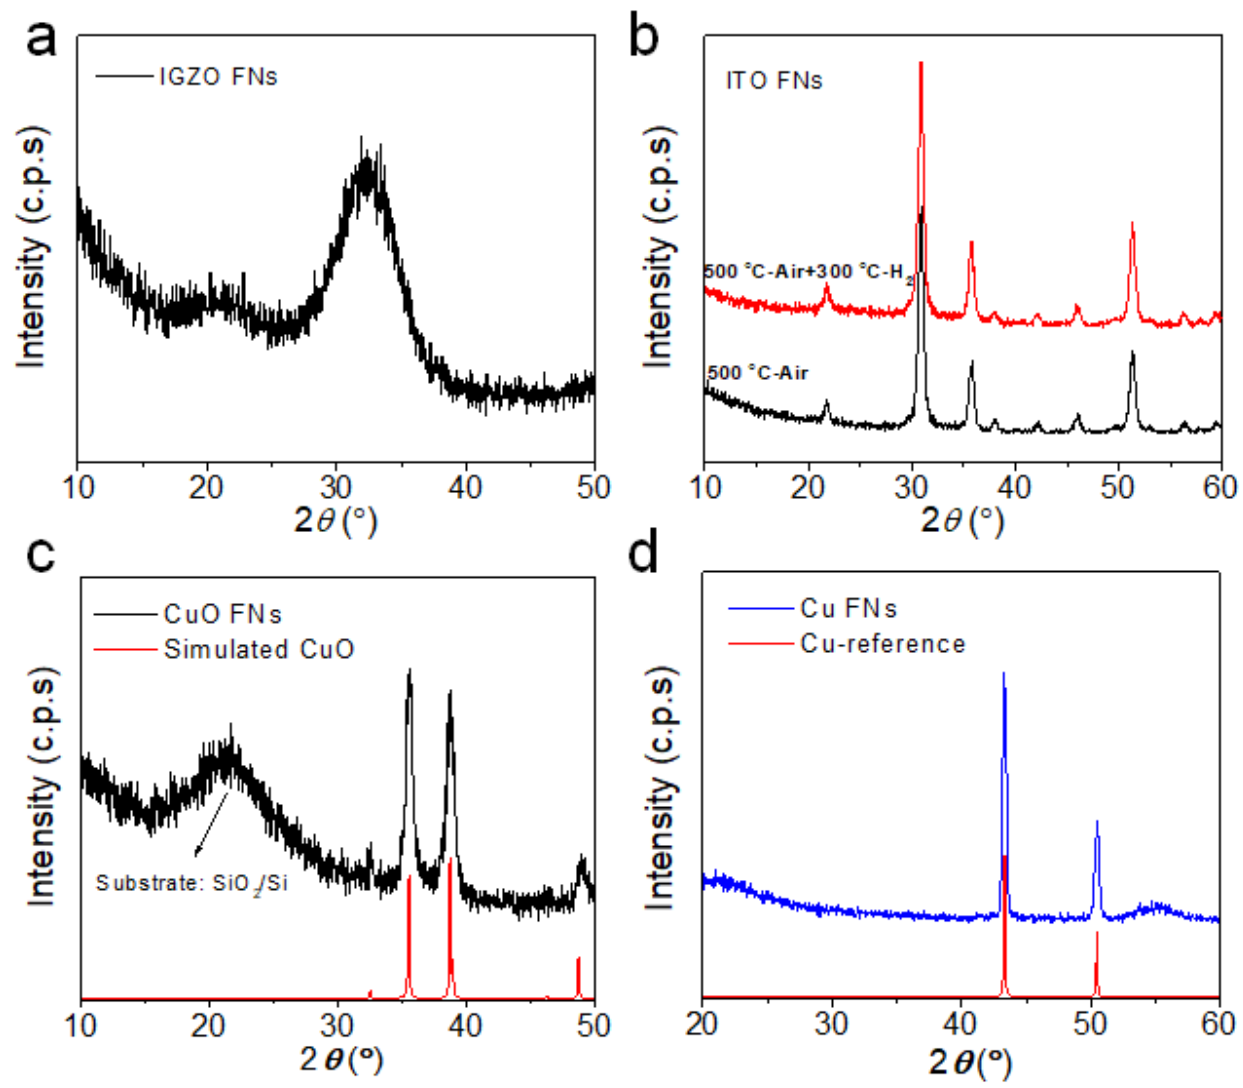 a
IGZO FNs
Intensity (c.p.s)
10 20 30 40 50
2θ (°)
b
ITO FNs
500 °C-Air+300 °C-H₂
500 °C-Air
Intensity (c.p.s)
10 20 30 40 50 60
2θ (°)
c
CuO FNs
Simulated CuO
Substrate: SiO₂/Si
Intensity (c.p.s)
10 20 30 40 50
2θ (°)
d
Cu FNs
Cu-reference
Intensity (c.p.s)
20 30 40 50 60
2θ (°)